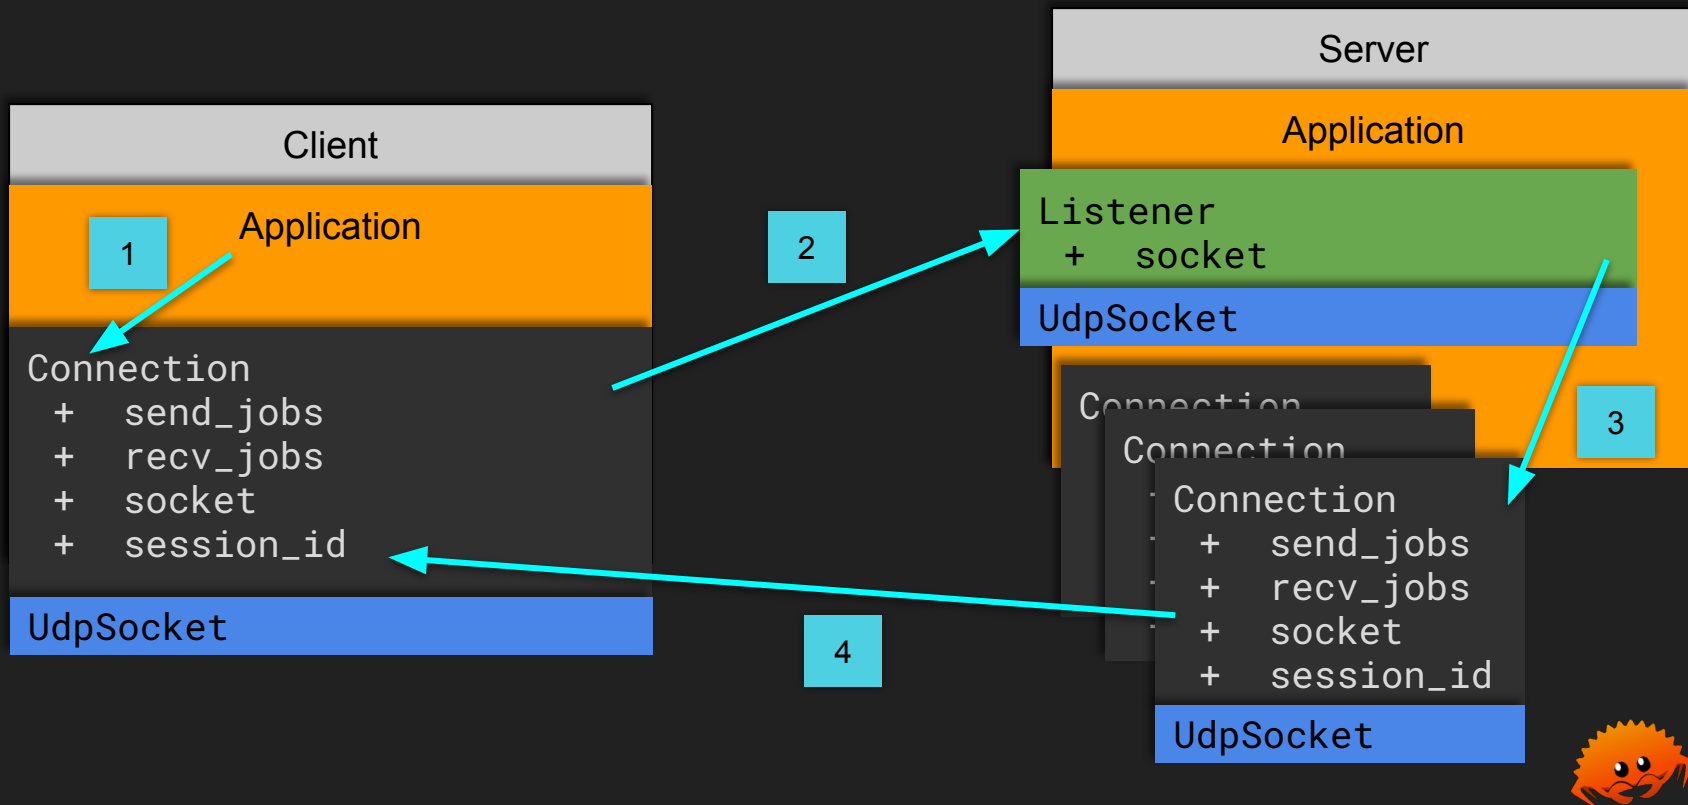 Client
Application
1
Connection
+ send_jobs
+ recv_jobs
+ socket
+ session_id
UdpSocket
2
4
Server
Application
Listener
+ socket
UdpSocket
3
Connection
Connection
Connection
+ send_jobs
+ recv_jobs
+ socket
+ session_id
UdpSocket